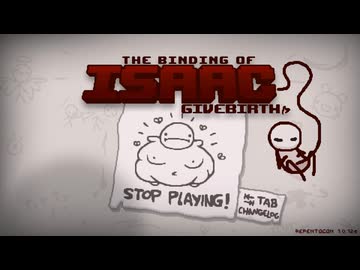 THE BINDING OF
ISAAC
GIVEBIRTH
STOP PLAYING!
TAB
CHANGELOG